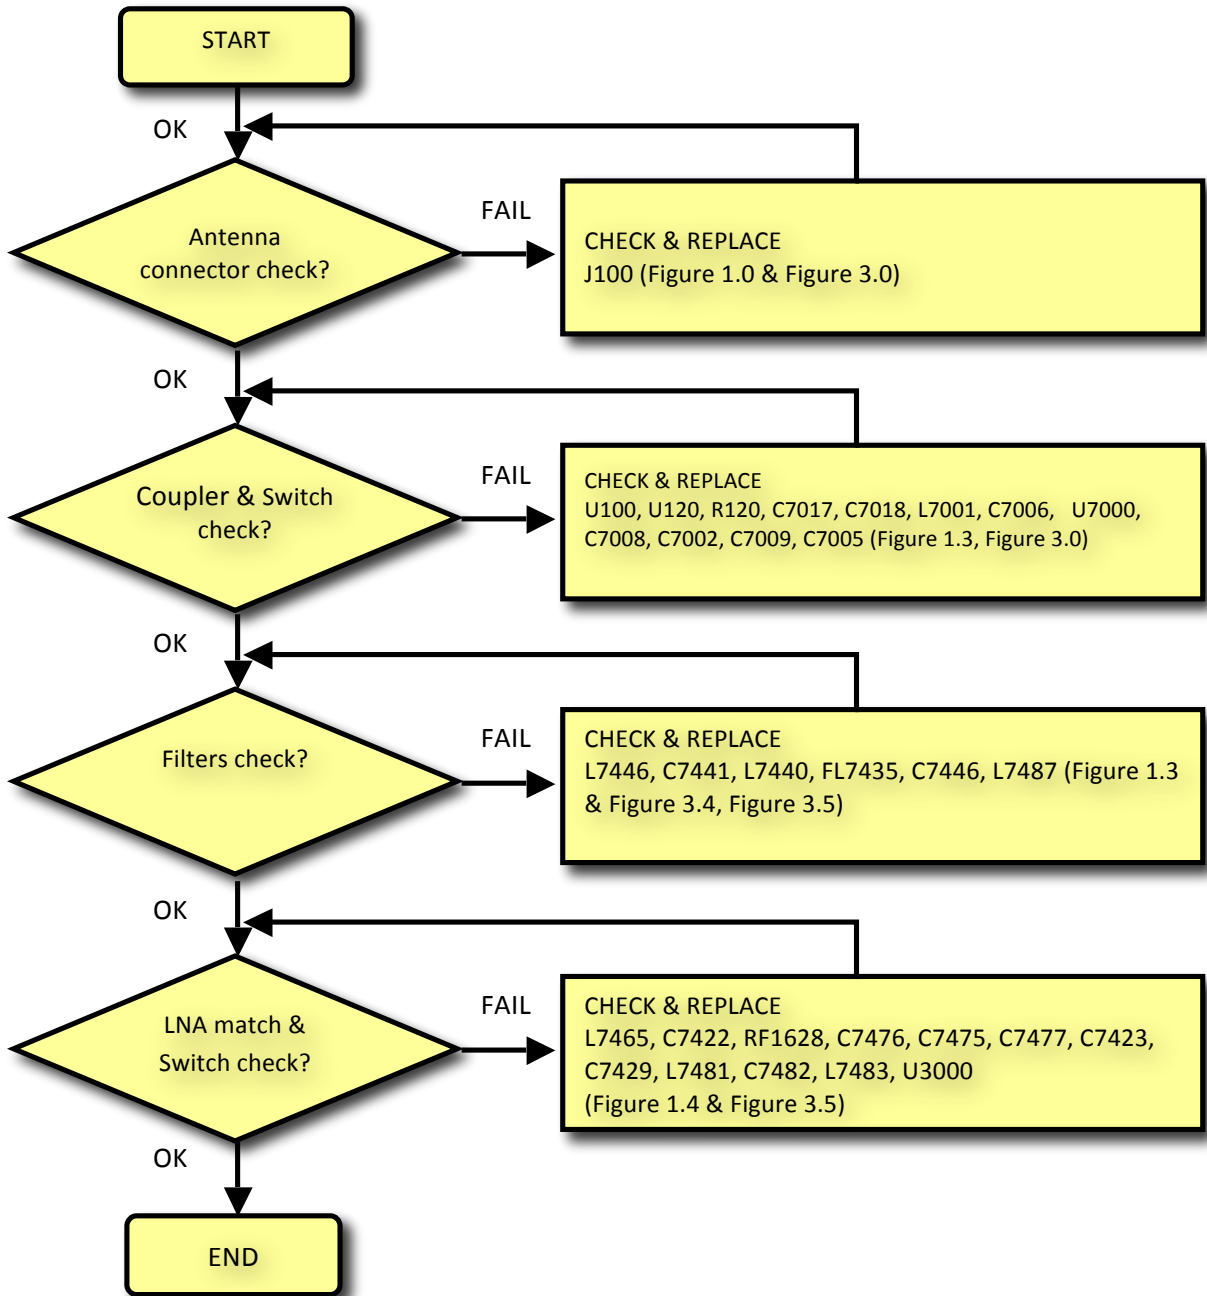 START
OK
Antenna
connector check?
FAIL
CHECK & REPLACE
J100 (Figure 1.0 & Figure 3.0)
OK
Coupler & Switch
check?
FAIL
CHECK & REPLACE
U100, U120, R120, C7017, C7018, L7001, C7006, U7000,
C7008, C7002, C7009, C7005 (Figure 1.3, Figure 3.0)
OK
Filters check?
FAIL
CHECK & REPLACE
L7446, C7441, L7440, FL7435, C7446, L7487 (Figure 1.3
& Figure 3.4, Figure 3.5)
OK
LNA match &
Switch check?
FAIL
CHECK & REPLACE
L7465, C7422, RF1628, C7476, C7475, C7477, C7423,
C7429, L7481, C7482, L7483, U3000
(Figure 1.4 & Figure 3.5)
OK
END